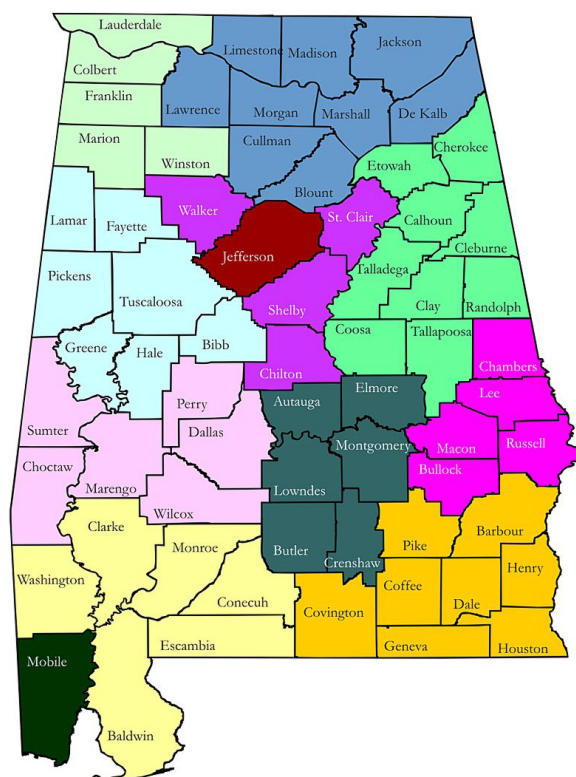 Lauderdale
Limestone
Madison
Jackson
Colbert
Franklin
Lawrence
Morgan
Marshall
De Kalb
Marion
Winston
Cullman
Cherokee
Etowah
Blount
Walker
St. Clair
Lamar
Fayette
Calhoun
Cleburne
Jefferson
Talladega
Pickens
Tuscaloosa
Shelby
Clay
Randolph
Greene
Hale
Bibb
Coosa
Tallapoosa
Chilton
Chambers
Perry
Autauga
Elmore
Lee
Sumter
Dallas
Montgomery
Macon
Russell
Choctaw
Marengo
Lowndes
Bullock
Wilcox
Clarke
Monroe
Butler
Crenshaw
Pike
Barbour
Washington
Conecuh
Covington
Coffee
Dale
Henry
Escambia
Geneva
Houston
Mobile
Baldwin